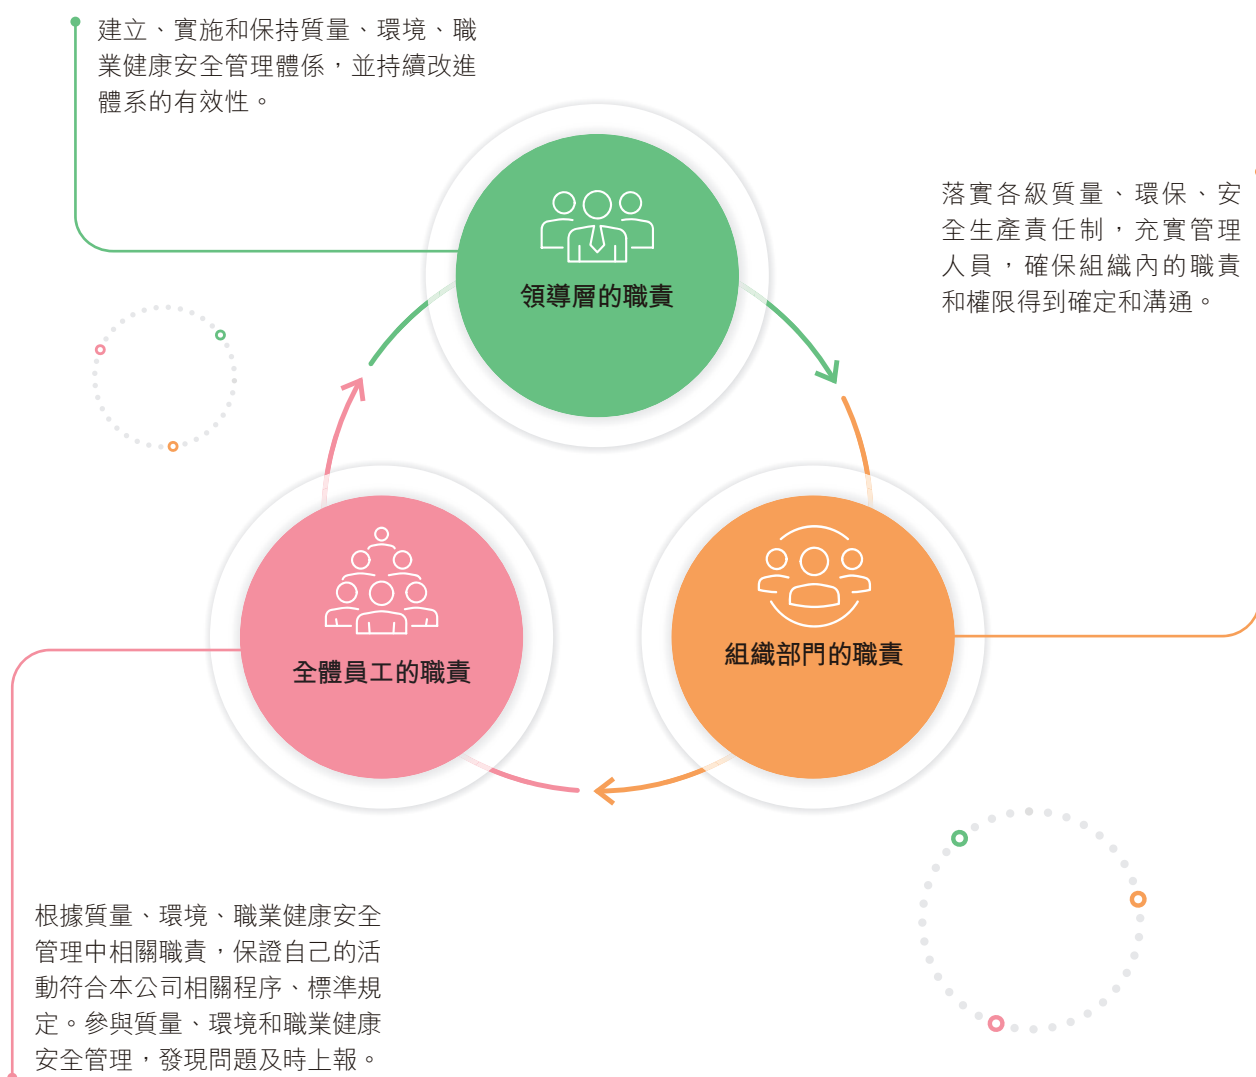 建立、實施和保持質量、環境、職
業健康安全管理體係，並持續改進
體系的有效性。
落實各級質量、環保、安
全生產責任制，充實管理
人員，確保組織內的職責
和權限得到確定和溝通。
領導層的職責
組織部門的職責
全體員工的職責
根據質量、環境、職業健康安全
管理中相關職責，保證自己的活
動符合本公司相關程序、標準規
定。參與質量、環境和職業健康
安全管理，發現問題及時上報。